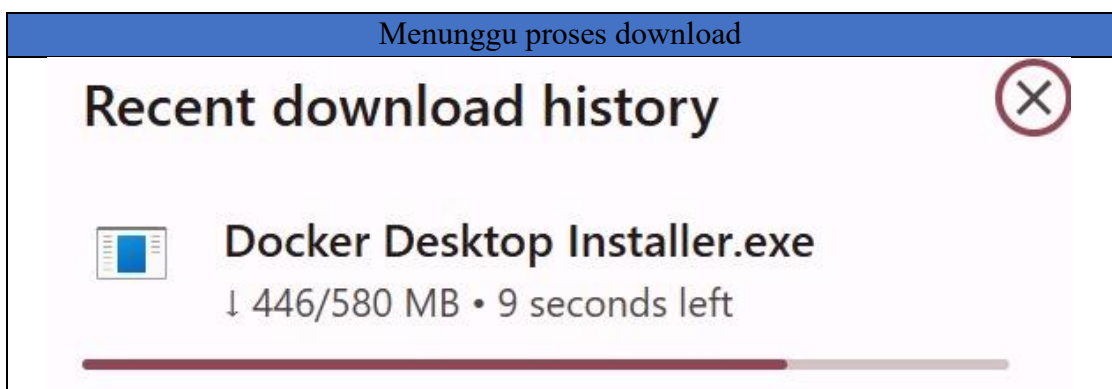 Menunggu proses download
Recent download history
Docker Desktop Installer.exe
↓ 446/580 MB • 9 seconds left